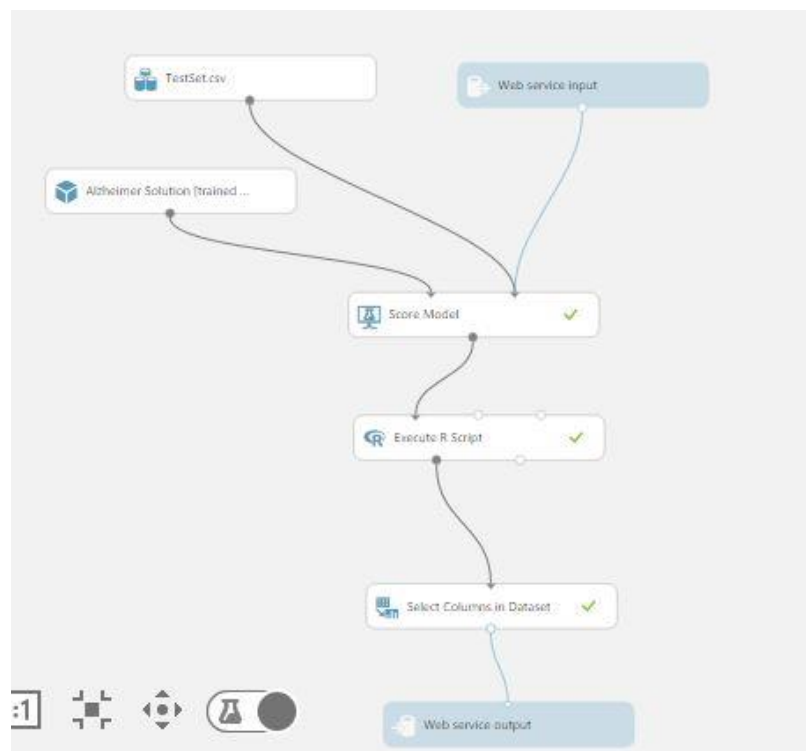 TestSet.csv
Web service input
Alzheimer Solution [trained ...
Score Model
Execute R Script
Select Columns in Dataset
:1
Web service output